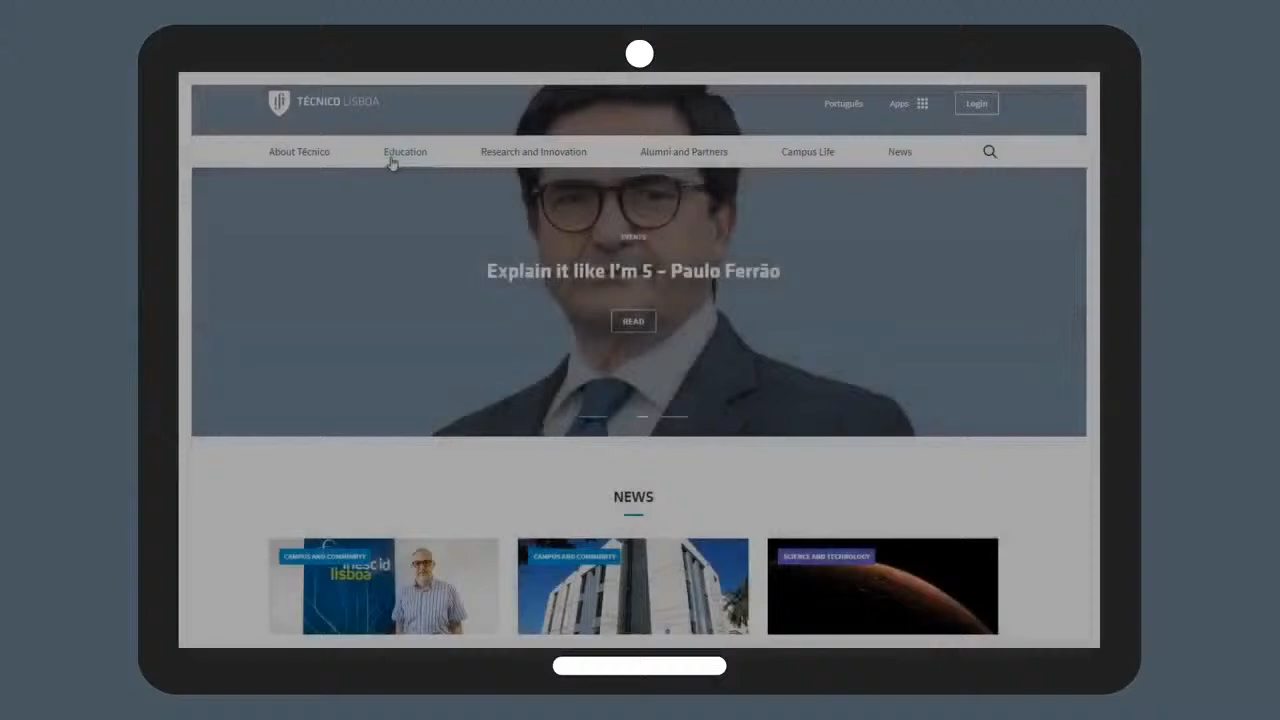 TÉCNICO LISBOA
Português
Apps
Login
About Técnico
Education
Research and Innovation
Alumni and Partners
Campus Life
News
EVENTS
Explain it like I'm 5 – Paulo Ferrão
READ
NEWS
CAMPUS AND COMMUNITY
inesc id
lisboa
CAMPUS AND COMMUNITY
SCIENCE AND TECHNOLOGY